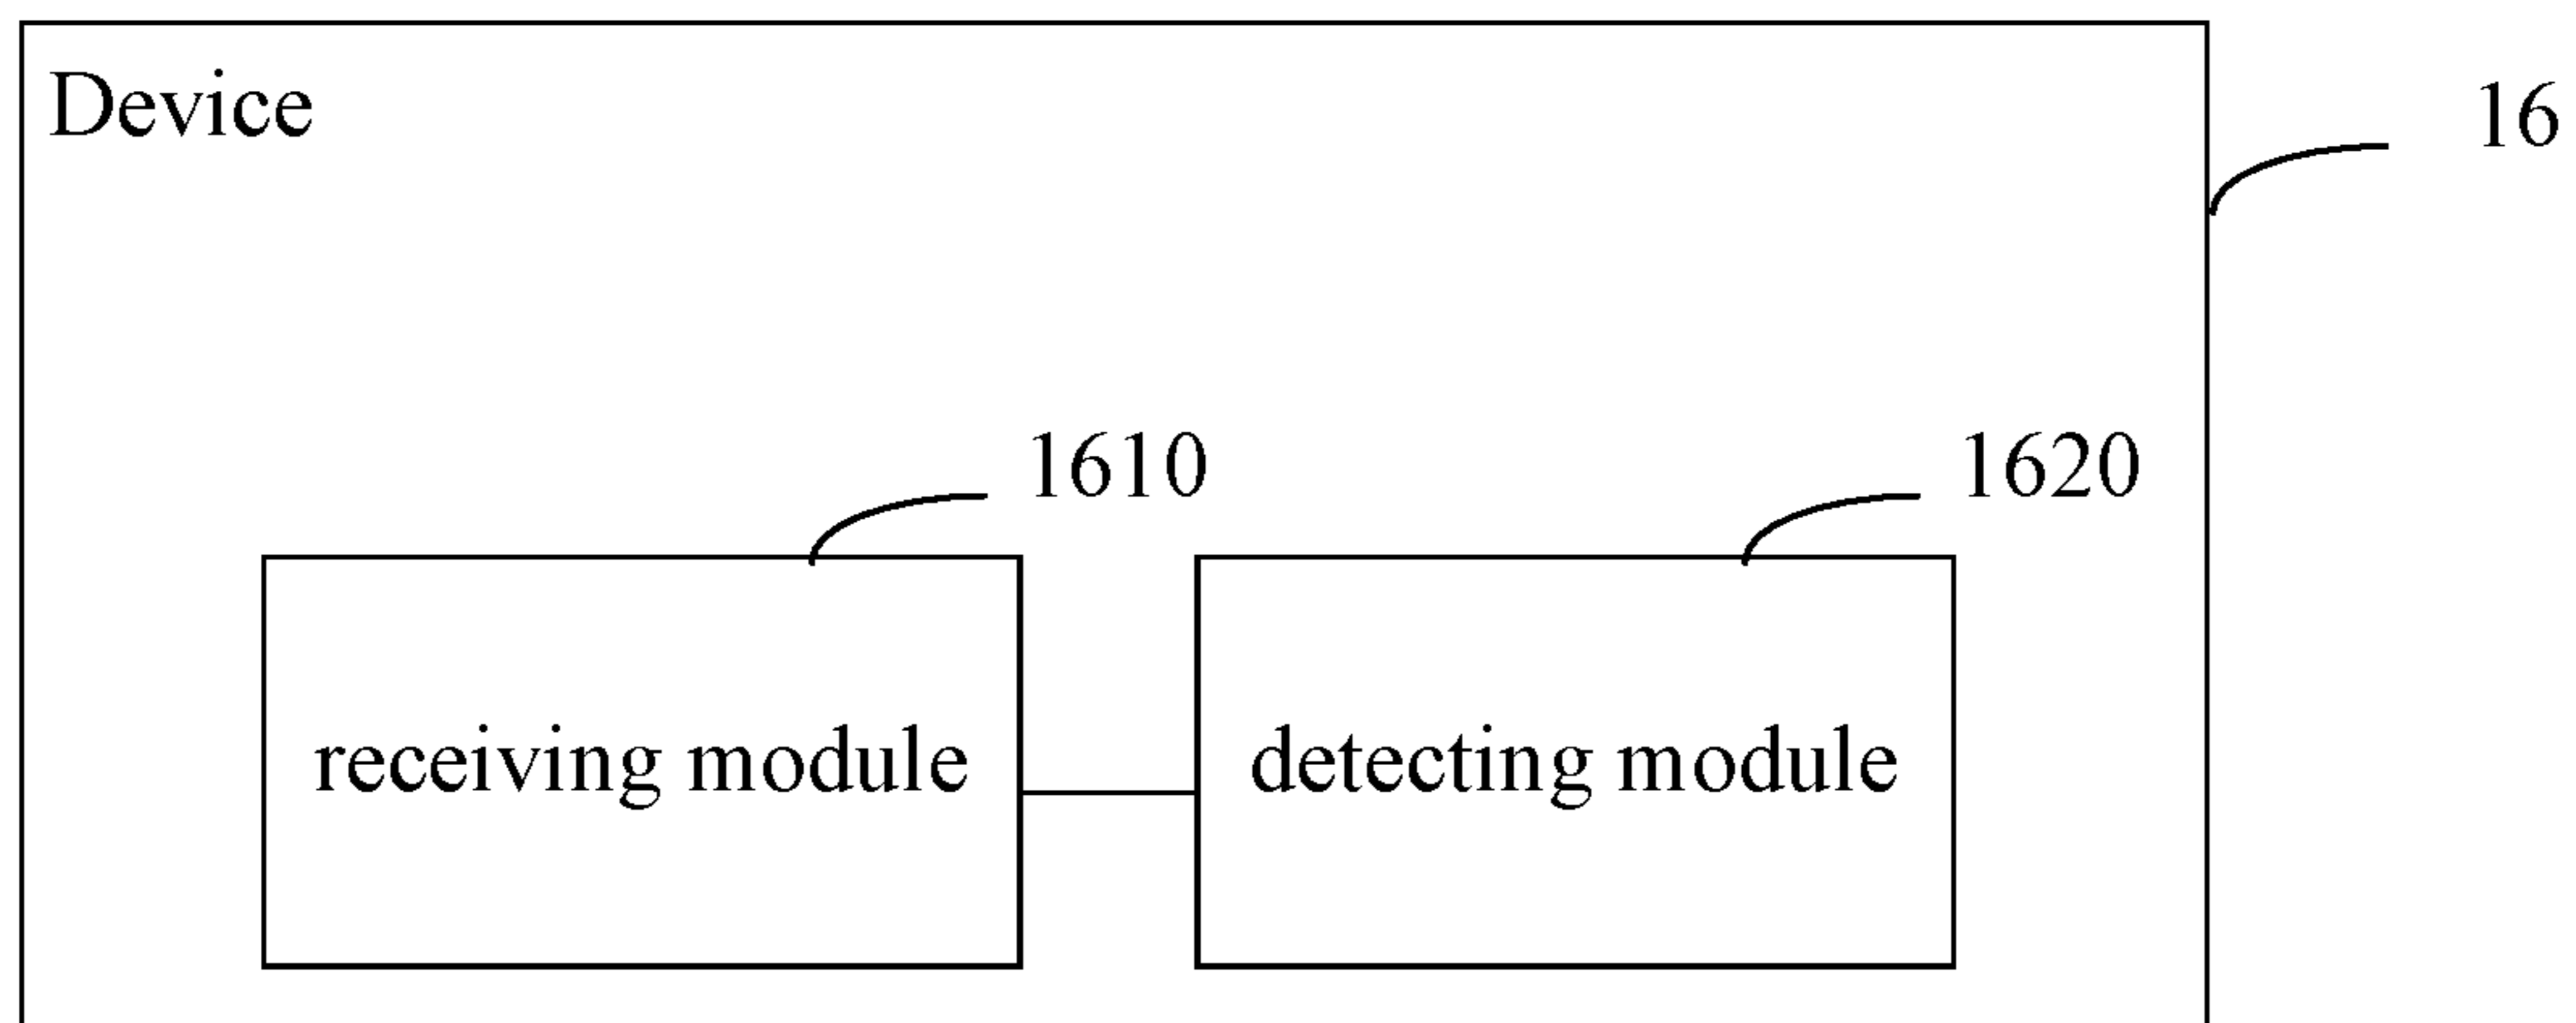 Device
16
1610
1620
receiving module
detecting module